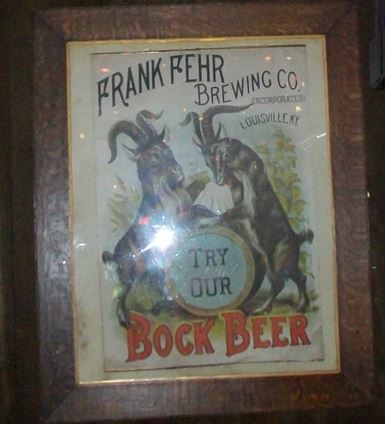 FRANK FEHR
BREWING CO.
(INCORPORATED)
LOUISVILLE, KY.
TRY
OUR
BOCK BEER